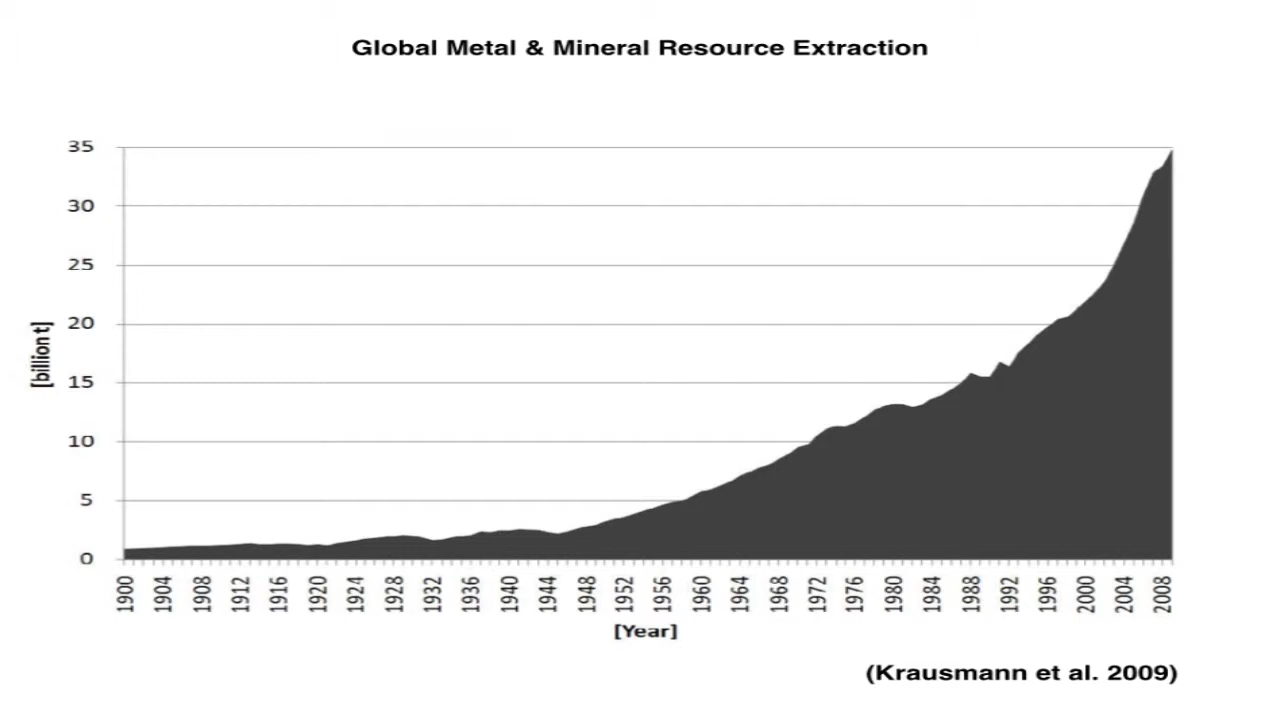 Global Metal & Mineral Resource Extraction
35
30
25
20
15
10
5
0
[billion t]
1900 1904 1908 1912 1916 1920 1924 1928 1932 1936 1940 1944 1948 1952 1956 1960 1964 1968 1972 1976 1980 1984 1988 1992 1996 2000 2004 2008
[Year]
(Krausmann et al. 2009)